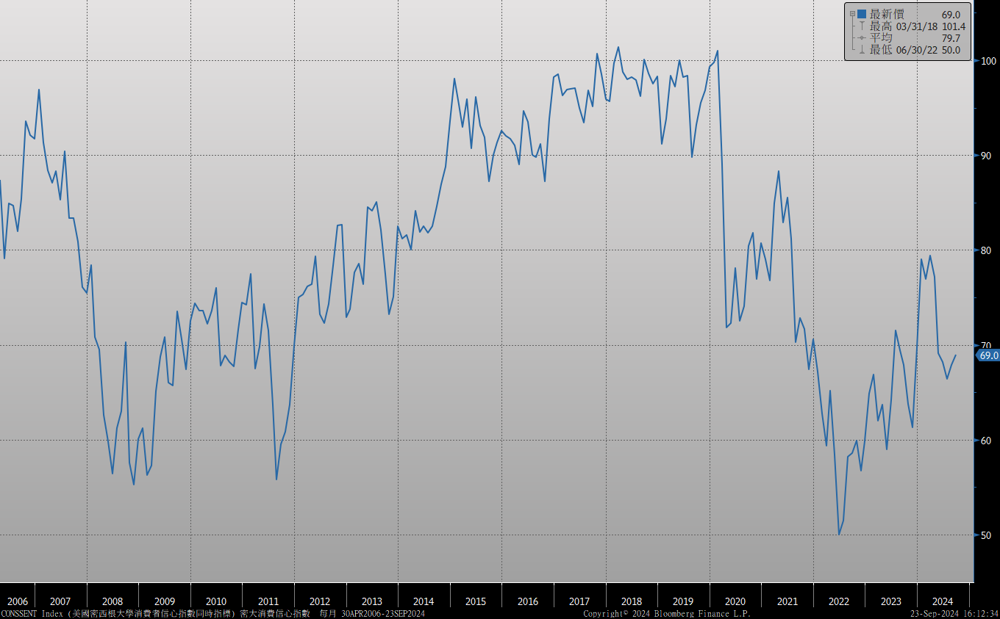 最新價 69.0
最高 03/31/18 101.4
平均 79.7
最低 06/30/22 50.0
100
90
80
70
69.0
60
50
2006 2007 2008 2009 2010 2011 2012 2013 2014 2015 2016 2017 2018 2019 2020 2021 2022 2023 2024
CONSSENT Index (美國密西根大學消費者信心指數同時指標) 密大消費信心指數 每月 30APR2006-23SEP2024 Copyright© 2024 Bloomberg Finance L.P. 23-Sep-2024 16:12:34